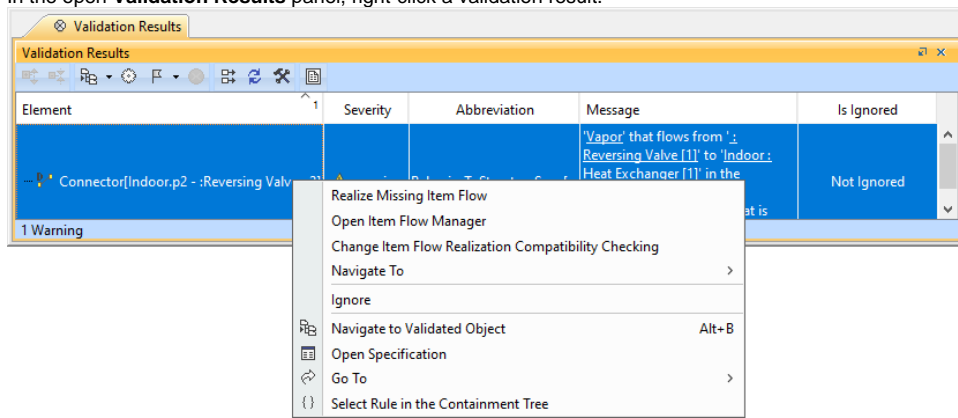 In the open Validation Results panel, right-click a validation result.
Validation Results
Validation Results
Element 1 Severity Abbreviation Message Is Ignored
'Vapor' that flows from ':
Reversing Valve [1]' to 'Indoor :
Heat Exchanger [1]' in the
Connector[Indoor.p2 - :Reversing Valv Not Ignored
at is
1 Warning
Realize Missing Item Flow
Open Item Flow Manager
Change Item Flow Realization Compatibility Checking
Navigate To
Ignore
Navigate to Validated Object Alt+B
Open Specification
Go To
Select Rule in the Containment Tree